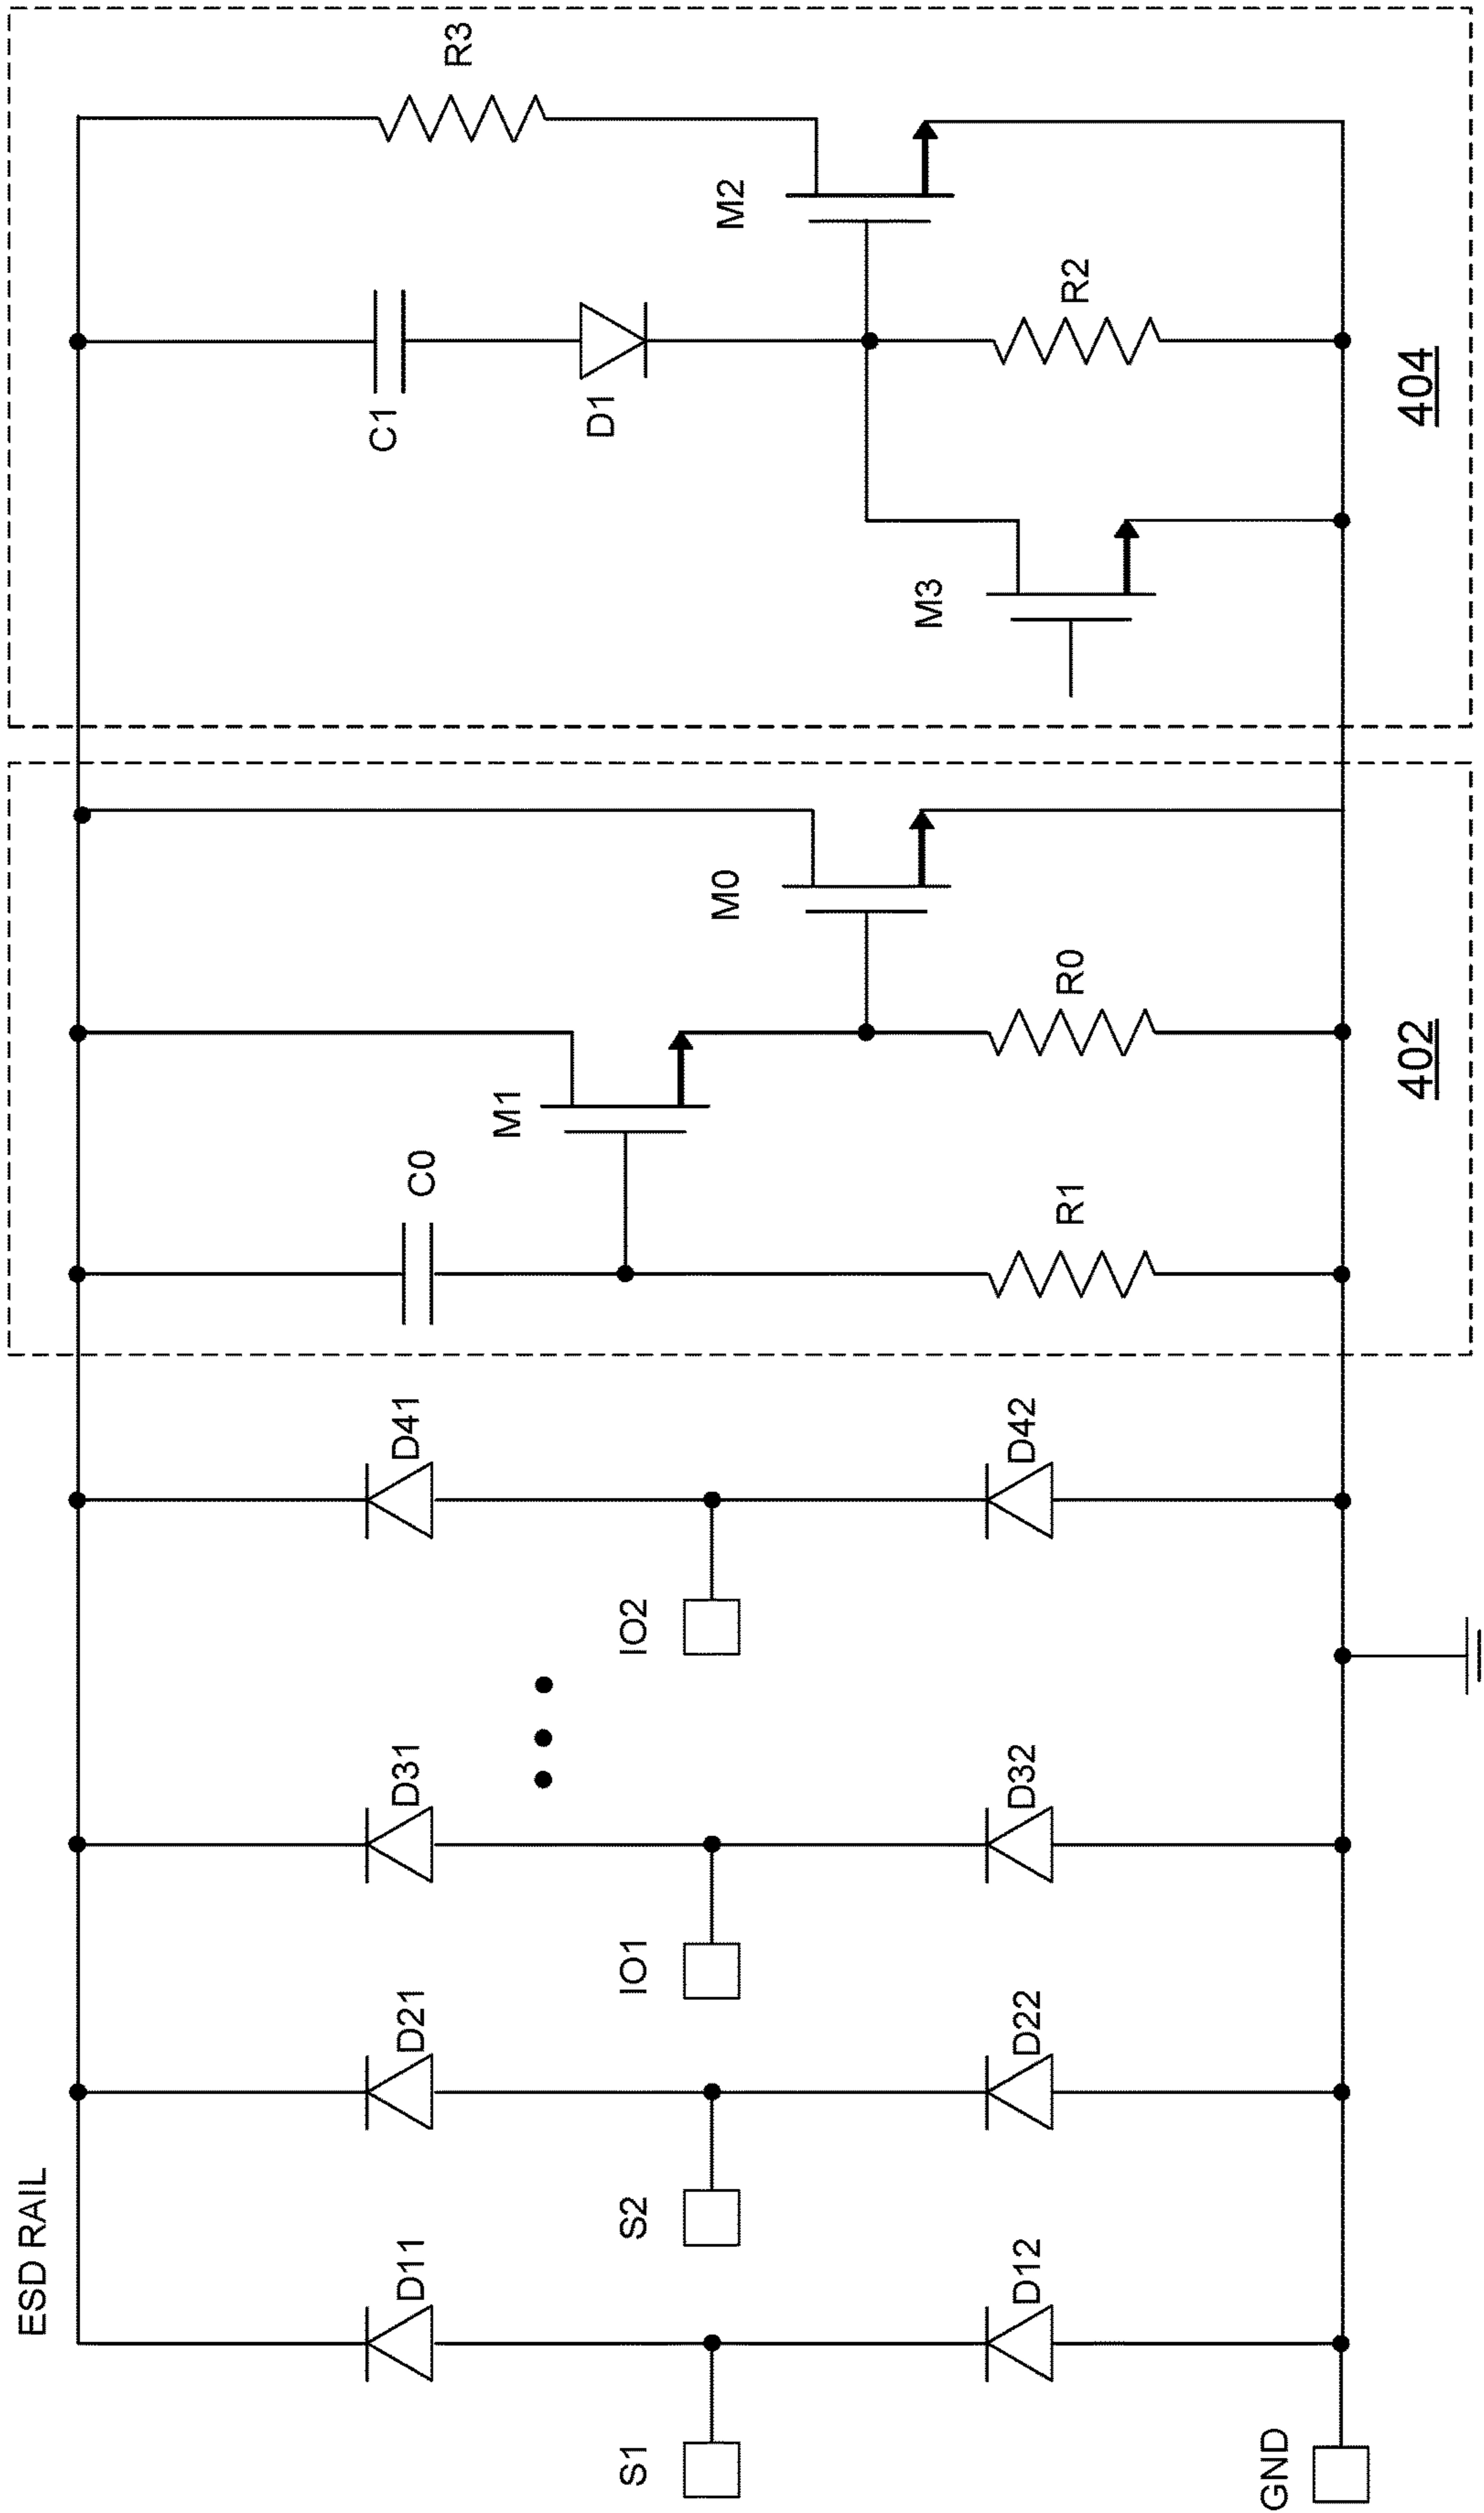 ESD RAIL
D11
D21
D31
D41
C0
M1
M0
C1
D1
M2
R3
S1
S2
IO1
IO2
D12
D22
D32
D42
R1
R0
M3
R2
GND
402
404